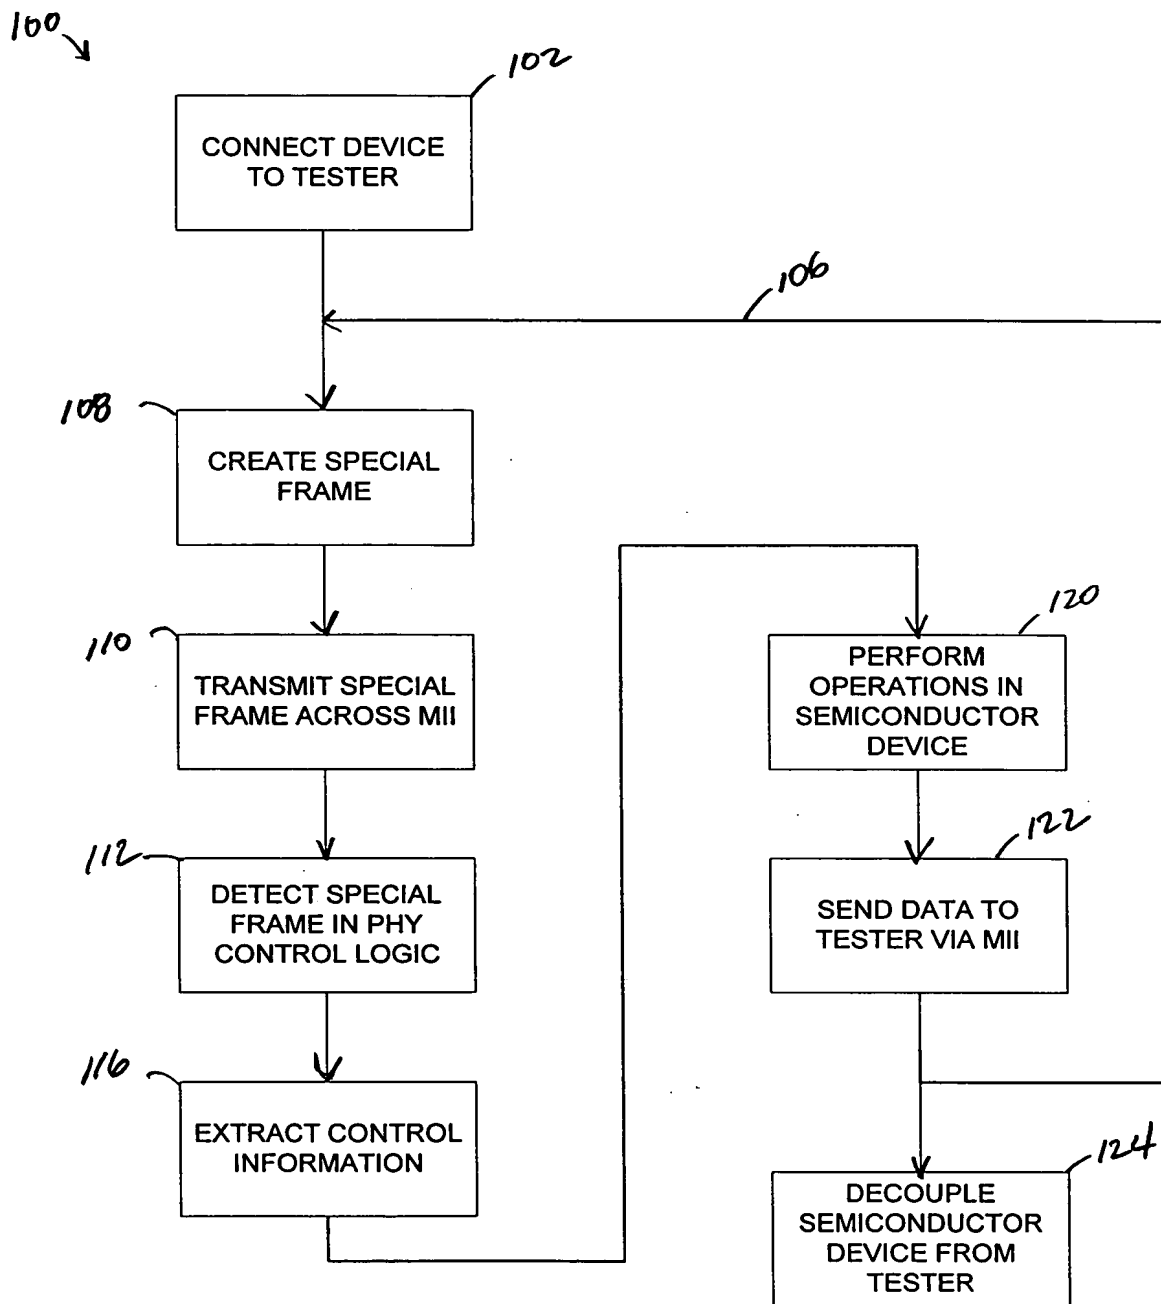 100
102
CONNECT DEVICE
TO TESTER
106
108
CREATE SPECIAL
FRAME
110
TRANSMIT SPECIAL
FRAME ACROSS MII
112
DETECT SPECIAL
FRAME IN PHY
CONTROL LOGIC
116
EXTRACT CONTROL
INFORMATION
120
PERFORM
OPERATIONS IN
SEMICONDUCTOR
DEVICE
122
SEND DATA TO
TESTER VIA MII
124
DECOUPLE
SEMICONDUCTOR
DEVICE FROM
TESTER